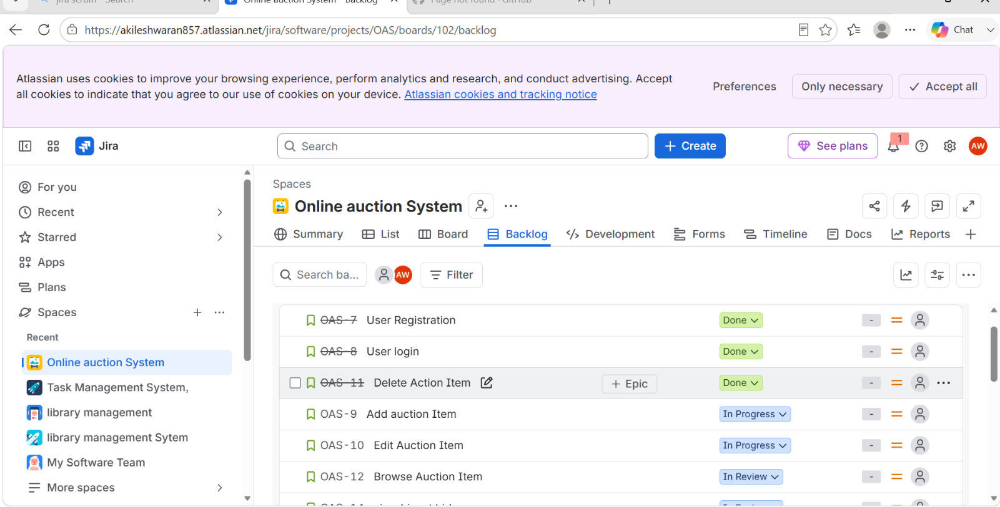 jira scrum - Search
Online auction System - Backlog
Page not found · GitHub
https://akileshwaran857.atlassian.net/jira/software/projects/OAS/boards/102/backlog
Chat
Atlassian uses cookies to improve your browsing experience, perform analytics and research, and conduct advertising. Accept
all cookies to indicate that you agree to our use of cookies on your device. Atlassian cookies and tracking notice
Preferences
Only necessary
Accept all
Jira
Search
Create
See plans
1
AW
For you
Recent
Starred
Apps
Plans
Spaces
Recent
Online auction System
Task Management System,
library management
library management Sytem
My Software Team
More spaces
Spaces
Online auction System
Summary List Board Backlog Development Forms Timeline Docs Reports
Search ba...
AW
Filter
OAS-7 User Registration Done -
OAS-8 User login Done -
OAS-11 Delete Action Item + Epic Done -
OAS-9 Add auction Item In Progress -
OAS-10 Edit Auction Item In Progress -
OAS-12 Browse Auction Item In Review -